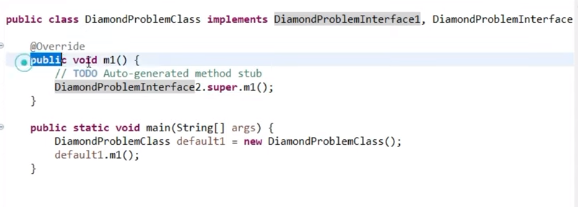 public class DiamondProblemClass implements DiamondProblemInterface1, DiamondProblemInterface
@Override
public void m1() {
// TODO Auto-generated method stub
DiamondProblemInterface2.super.m1();
}
public static void main(String[] args) {
DiamondProblemClass default1 = new DiamondProblemClass();
default1.m1();
}